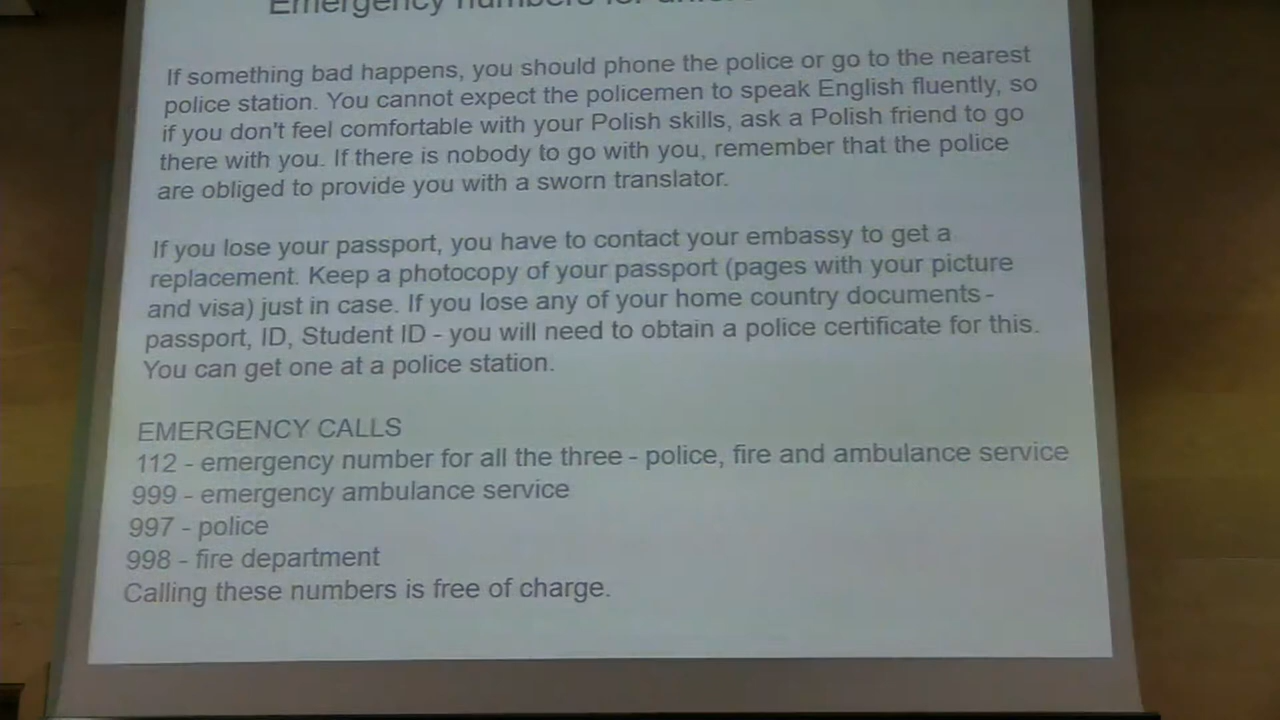 Emergency numbers for
If something bad happens, you should phone the police or go to the nearest
police station. You cannot expect the policemen to speak English fluently, so
if you don't feel comfortable with your Polish skills, ask a Polish friend to go
there with you. If there is nobody to go with you, remember that the police
are obliged to provide you with a sworn translator.
If you lose your passport, you have to contact your embassy to get a
replacement. Keep a photocopy of your passport (pages with your picture
and visa) just in case. If you lose any of your home country documents -
passport, ID, Student ID - you will need to obtain a police certificate for this.
You can get one at a police station.
EMERGENCY CALLS
112 - emergency number for all the three - police, fire and ambulance service
999 - emergency ambulance service
997 - police
998 - fire department
Calling these numbers is free of charge.